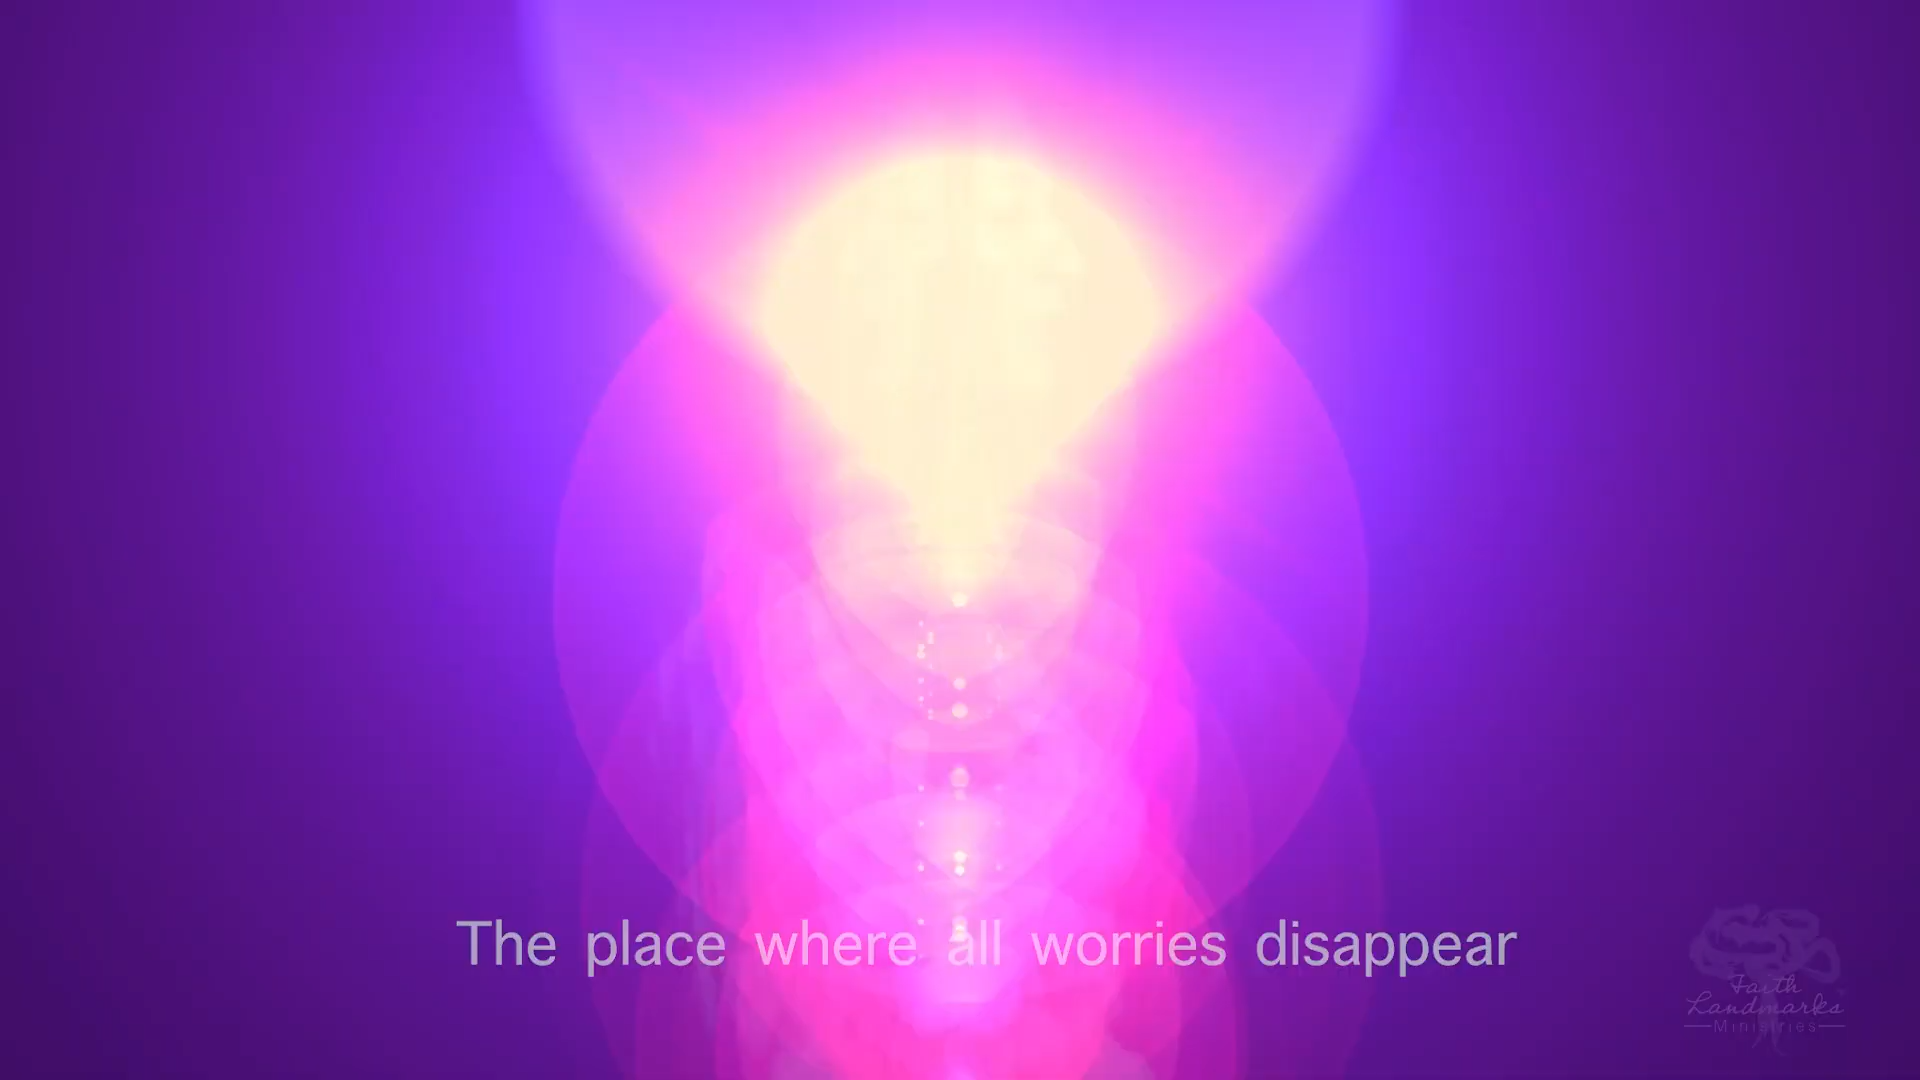 The place where all worries disappear
Faith
Landmarks
Ministries